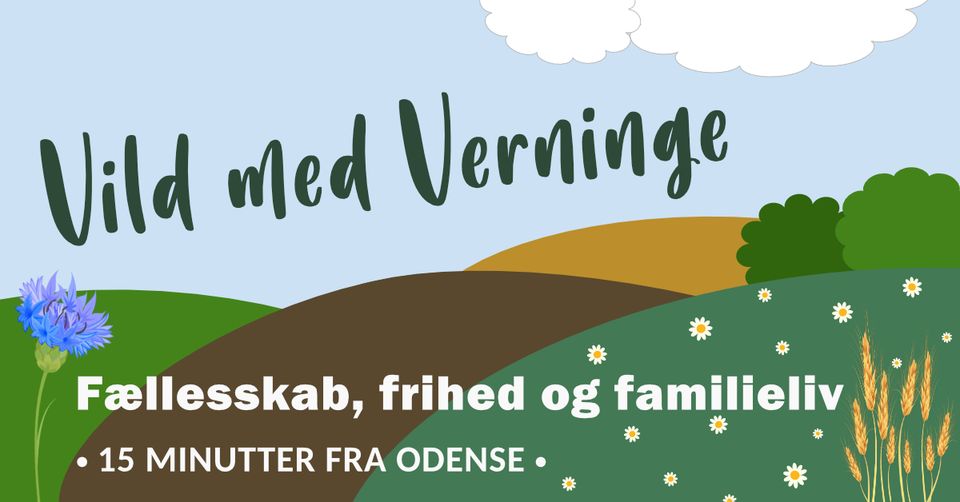 Vild med Verninge
Fællesskab, frihed og familieliv
• 15 MINUTTER FRA ODENSE •